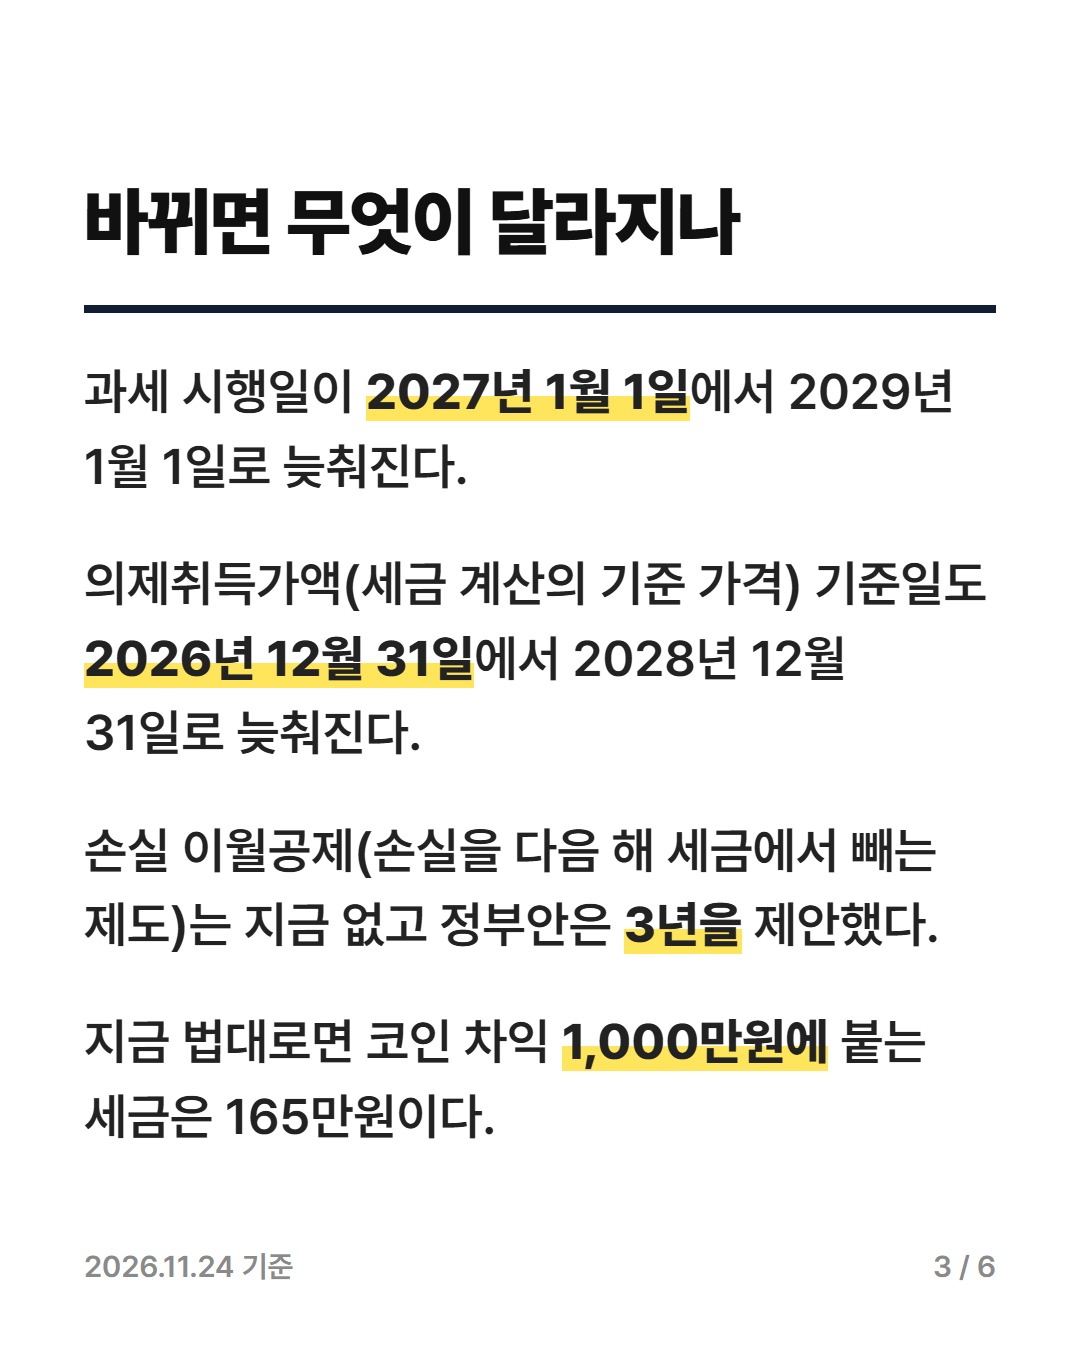 바뀌면 무엇이 달라지나
과세 시행일이 2027년 1월 1일에서 2029년
1월 1일로 늦춰진다.
의제취득가액(세금 계산의 기준 가격) 기준일도
2026년 12월 31일에서 2028년 12월
31일로 늦춰진다.
손실 이월공제(손실을 다음 해 세금에서 빼는
제도)는 지금 없고 정부안은 3년을 제안했다.
지금 법대로면 코인 차익 1,000만원에 붙는
세금은 165만원이다.
2026.11.24 기준
3 / 6